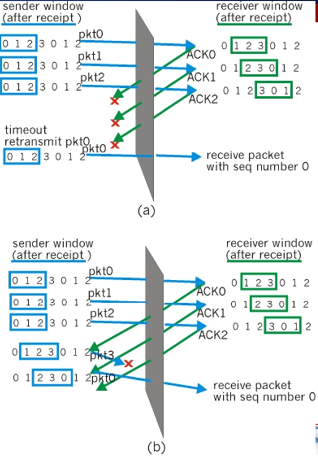 sender window
(after receipt)
receiver window
(after receipt)
pkt0
0 1 2 3 0 1 2
ACK0
0 1 2 3 0 1 2
pkt1
0 1 2 3 0 1 2
ACK1
0 1 2 3 0 1 2
pkt2
0 1 2 3 0 1 2
ACK2
0 1 2 3 0 1 2
timeout
retransmit pkt0
0 1 2 3 0 1 2
pkt0
receive packet
with seq number 0
(a)
sender window
(after receipt)
receiver window
(after receipt)
pkt0
0 1 2 3 0 1 2
ACK0
0 1 2 3 0 1 2
pkt1
0 1 2 3 0 1 2
ACK1
0 1 2 3 0 1 2
pkt2
0 1 2 3 0 1 2
ACK2
0 1 2 3 0 1 2
0 1 2 3 0 1 2
pkt3
0 1 2 3 0 1 2
pkt0
receive packet
with seq number 0
(b)